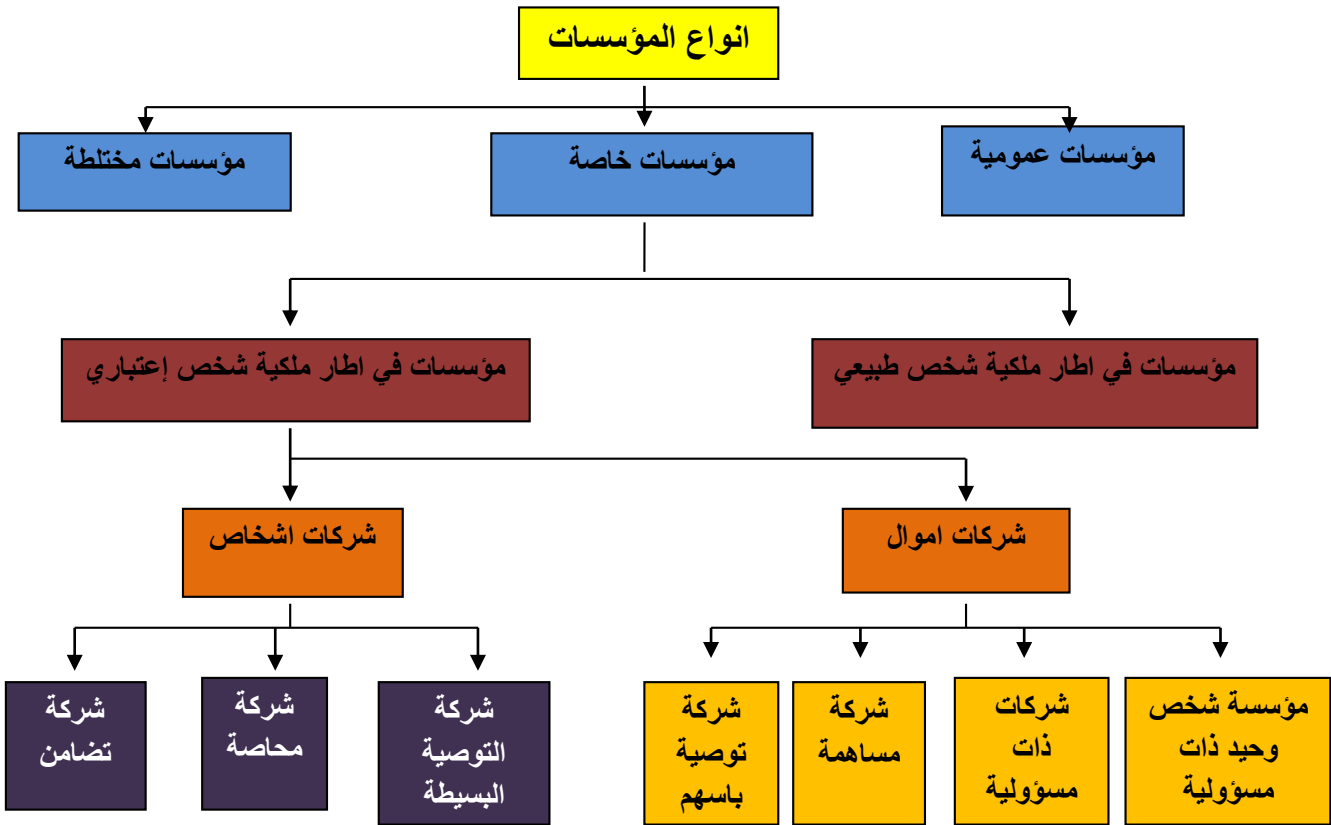 انواع المؤسسات
مؤسسات عمومية
مؤسسات خاصة
مؤسسات مختلطة
مؤسسات في اطار ملكية شخص طبيعي
مؤسسات في اطار ملكية شخص إعتباري
شركات اموال
شركات اشخاص
مؤسسة شخص
وحيد ذات
مسؤولية
شركات
ذات
مسؤولية
شركة
مساهمة
شركة
توصية
باسهم
شركة
التوصية
البسيطة
شركة
محاصة
شركة
تضامن